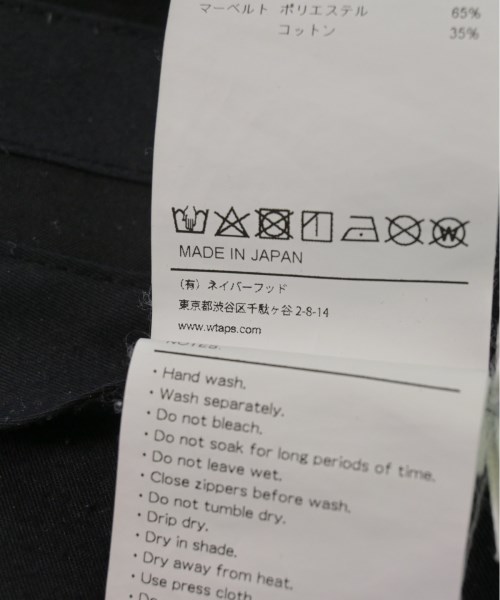 マーベルト ポリエステル 65%
コットン 35%
MADE IN JAPAN
(有) ネイバーフッド
東京都渋谷区千駄ヶ谷 2-8-14
www.wtaps.com
NOTES:
・Hand wash.
・Wash separately.
・Do not bleach.
・Do not soak for long periods of time.
・Do not leave wet.
・Close zippers before wash.
・Do not tumble dry.
・Drip dry.
・Dry in shade.
・Dry away from heat.
・Use press cloth